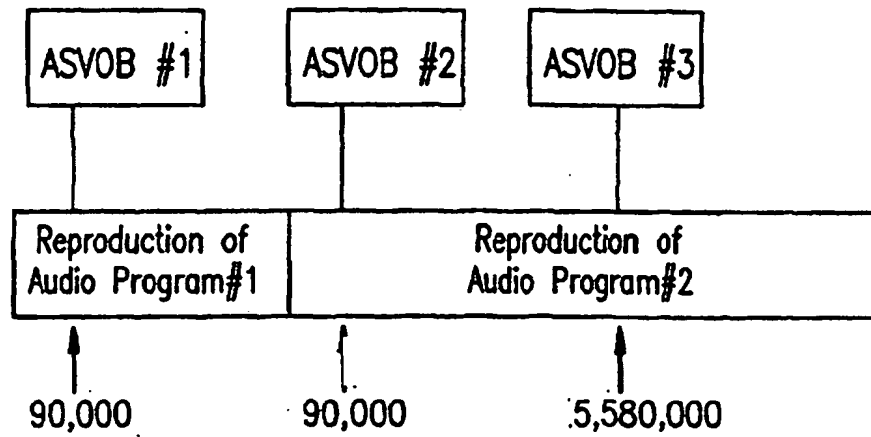 ASVOB #1
ASVOB #2
ASVOB #3
Reproduction of
Audio Program#1
Reproduction of
Audio Program#2
90,000
90,000
5,580,000